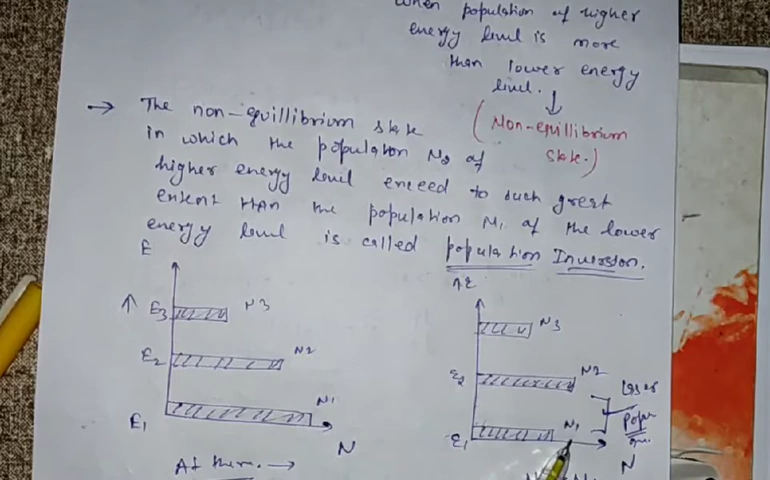 when population of higher
energy level is more
than lower energy
level.
(Non-equillibrium
state.)
→ The non-equillibrium state
in which the population N2 of
higher energy level exceed to such great
extent than the population N1 of the lower
energy level is called population Inversion.
E
↑ E3 N3
E2 N2
N1
E1
N
At them. →
↑E
N3
E2 N2
N1
E1
N